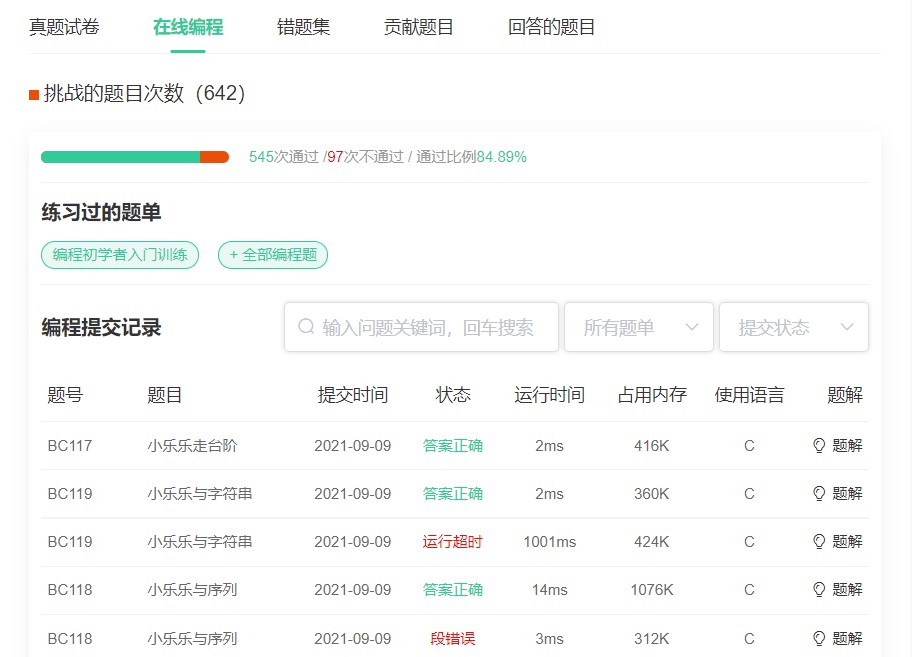 真题试卷 在线编程 错题集 贡献题目 回答的题目
挑战的题目次数（642）
545次通过 /97次不通过 / 通过比例84.89%
练习过的题单
编程初学者入门训练 + 全部编程题
编程提交记录 输入问题关键词，回车搜索 所有题单 提交状态
题号 题目 提交时间 状态 运行时间 占用内存 使用语言 题解
BC117 小乐乐走台阶 2021-09-09 答案正确 2ms 416K C 题解
BC119 小乐乐与字符串 2021-09-09 答案正确 2ms 360K C 题解
BC119 小乐乐与字符串 2021-09-09 运行超时 1001ms 424K C 题解
BC118 小乐乐与序列 2021-09-09 答案正确 14ms 1076K C 题解
BC118 小乐乐与序列 2021-09-09 段错误 3ms 312K C 题解